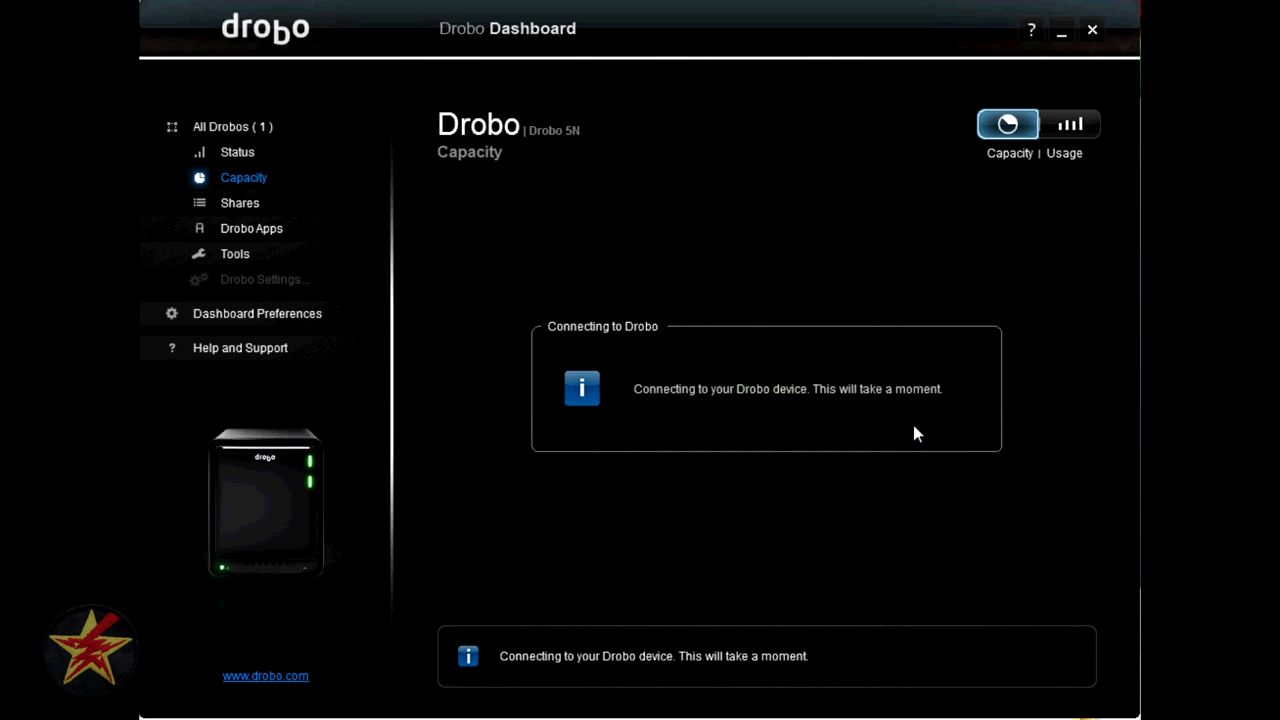 drobo
Drobo Dashboard
?
All Drobos ( 1 )
Status
Capacity
Shares
Drobo Apps
Tools
Drobo Settings...
Dashboard Preferences
? Help and Support
drobo
www.drobo.com
Drobo | Drobo 5N
Capacity
Capacity | Usage
Connecting to Drobo
Connecting to your Drobo device. This will take a moment.
Connecting to your Drobo device. This will take a moment.